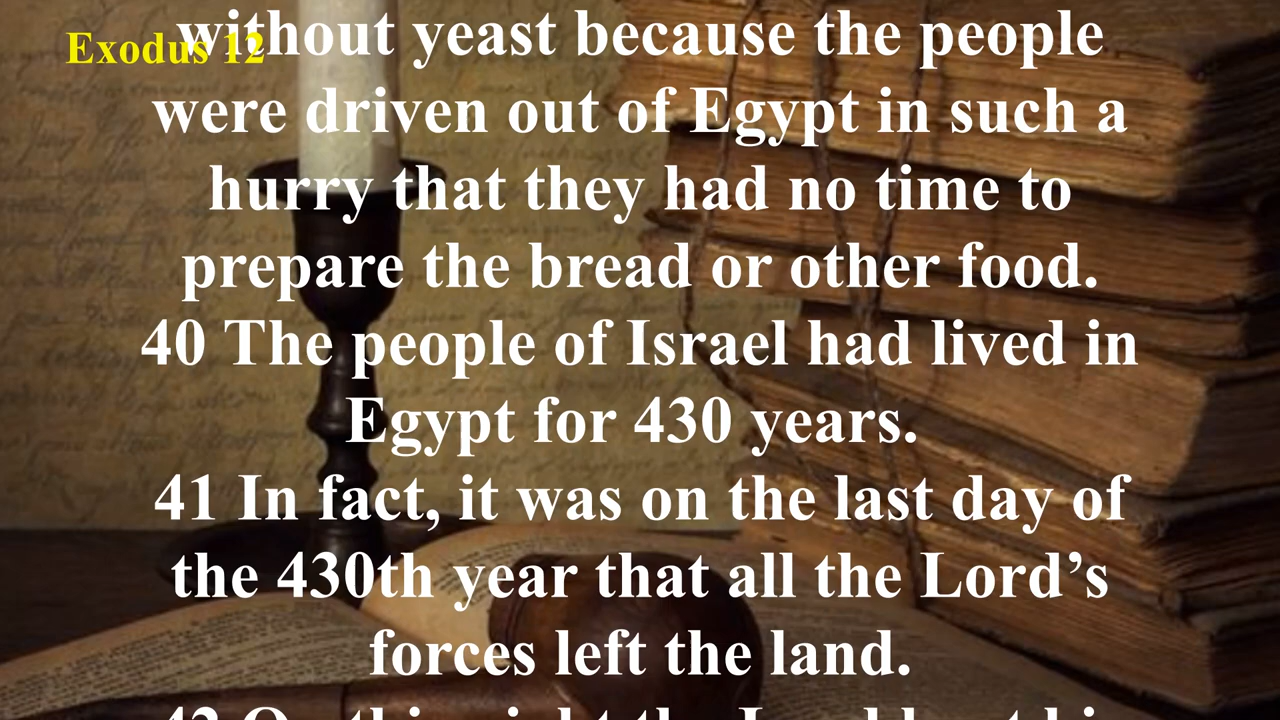 Exodus 12
without yeast because the people
were driven out of Egypt in such a
hurry that they had no time to
prepare the bread or other food.
40 The people of Israel had lived in
Egypt for 430 years.
41 In fact, it was on the last day of
the 430th year that all the Lord’s
forces left the land.